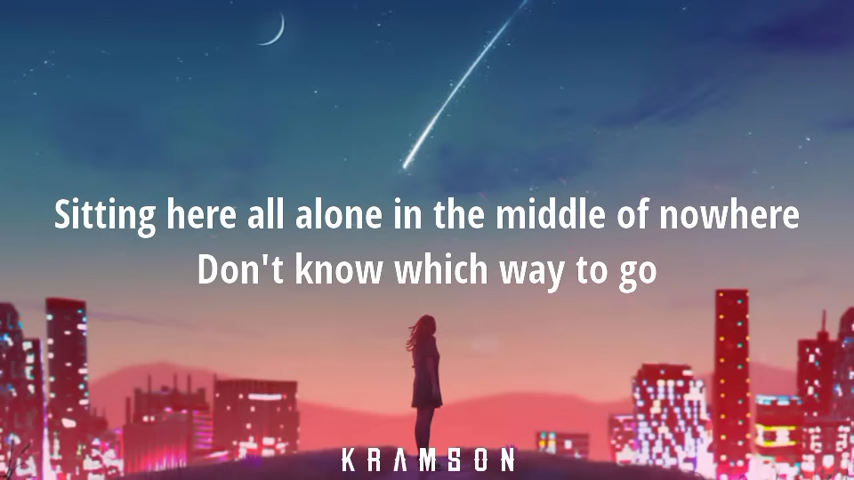 Sitting here all alone in the middle of nowhere
Don't know which way to go
KRAMSON